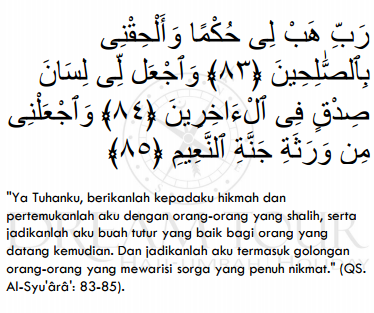 رَبِّ هَبْ لِى حُكْمًا وَأَلْحِقْنِى
بِٱلصَّٰلِحِينَ ﴿٨٣﴾ وَٱجْعَل لِّى لِسَانَ
صِدْقٍ فِى ٱلْءَاخِرِينَ ﴿٨٤﴾ وَٱجْعَلْنِى
مِن وَرَثَةِ جَنَّةِ ٱلنَّعِيمِ ﴿٨٥﴾
"Ya Tuhanku, berikanlah kepadaku hikmah dan
pertemukanlah aku dengan orang-orang yang shalih, serta
jadikanlah aku buah tutur yang baik bagi orang yang
datang kemudian. Dan jadikanlah aku termasuk golongan
orang-orang yang mewarisi sorga yang penuh nikmat." (QS.
Al-Syu'ârâ': 83-85).